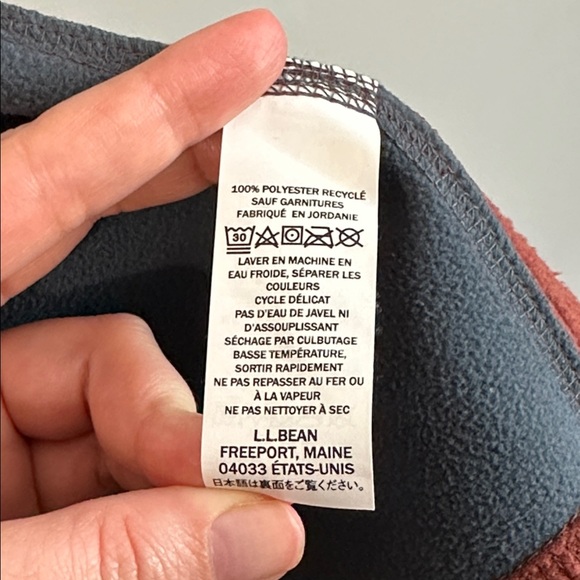 100% POLYESTER RECYCLÉ
SAUF GARNITURES
FABRIQUÉ EN JORDANIE
30
LAVER EN MACHINE EN
EAU FROIDE, SÉPARER LES
COULEURS
CYCLE DÉLICAT
PAS D'EAU DE JAVEL NI
D'ASSOUPLISSANT
SÉCHAGE PAR CULBUTAGE
BASSE TEMPÉRATURE,
SORTIR RAPIDEMENT
NE PAS REPASSER AU FER OU
À LA VAPEUR
NE PAS NETTOYER À SEC
L.L.BEAN
FREEPORT, MAINE
04033 ÉTATS-UNIS
日本語は裏面をご覧ください。